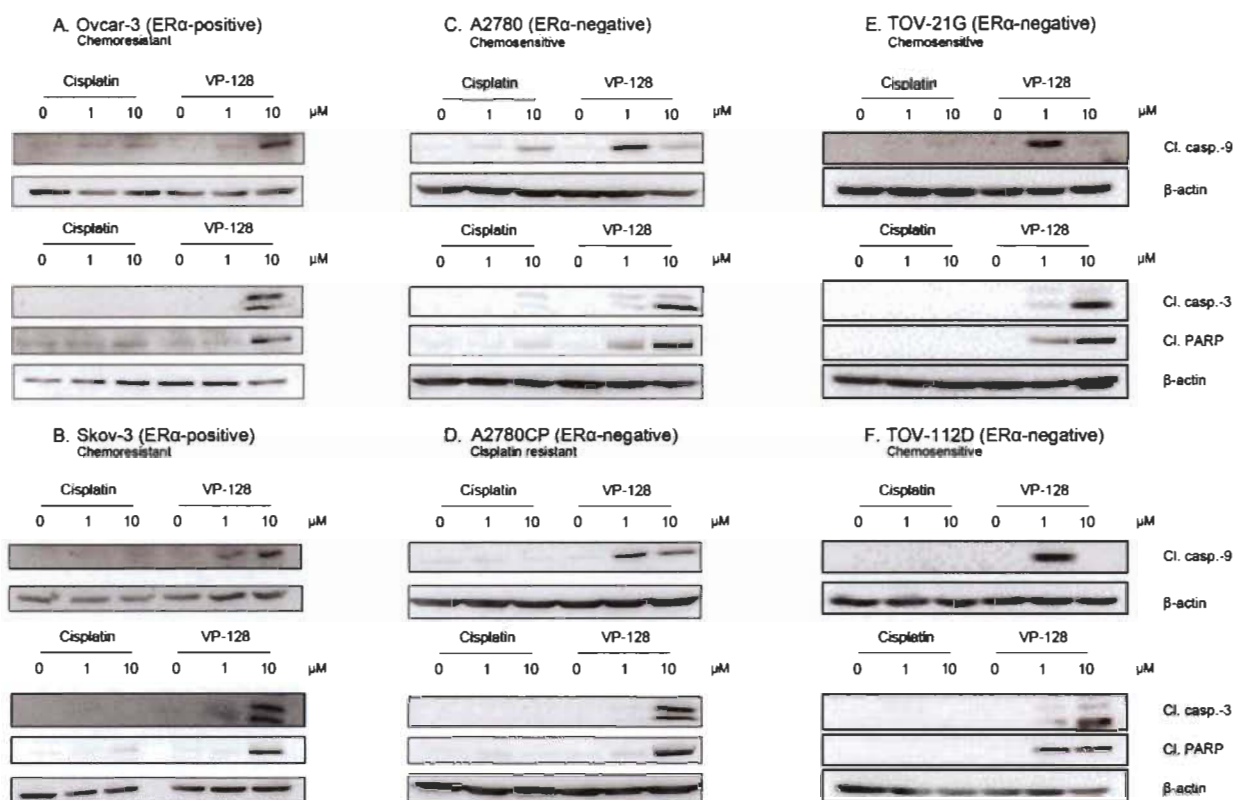 A. Ovcar-3 (ERα-positive)
Chemoresistant
Cisplatin VP-128
0 1 10 0 1 10 μM
Cisplatin VP-128
0 1 10 0 1 10 μM
B. Skov-3 (ERα-positive)
Chemoresistant
Cisplatin VP-128
0 1 10 0 1 10 μM
Cisplatin VP-128
0 1 10 0 1 10 μM
C. A2780 (ERα-negative)
Chemosensitive
Cisplatin VP-128
0 1 10 0 1 10 μM
Cisplatin VP-128
0 1 10 0 1 10 μM
D. A2780CP (ERα-negative)
Cisplatin resistant
Cisplatin VP-128
0 1 10 0 1 10 μM
Cisplatin VP-128
0 1 10 0 1 10 μM
E. TOV-21G (ERα-negative)
Chemosensitive
Cisplatin VP-128
0 1 10 0 1 10 μM
Cl. casp.-9
β-actin
Cisplatin VP-128
0 1 10 0 1 10 μM
Cl. casp.-3
Cl. PARP
β-actin
F. TOV-112D (ERα-negative)
Chemosensitive
Cisplatin VP-128
0 1 10 0 1 10 μM
Cl. casp.-9
β-actin
Cisplatin VP-128
0 1 10 0 1 10 μM
Cl. casp.-3
Cl. PARP
β-actin